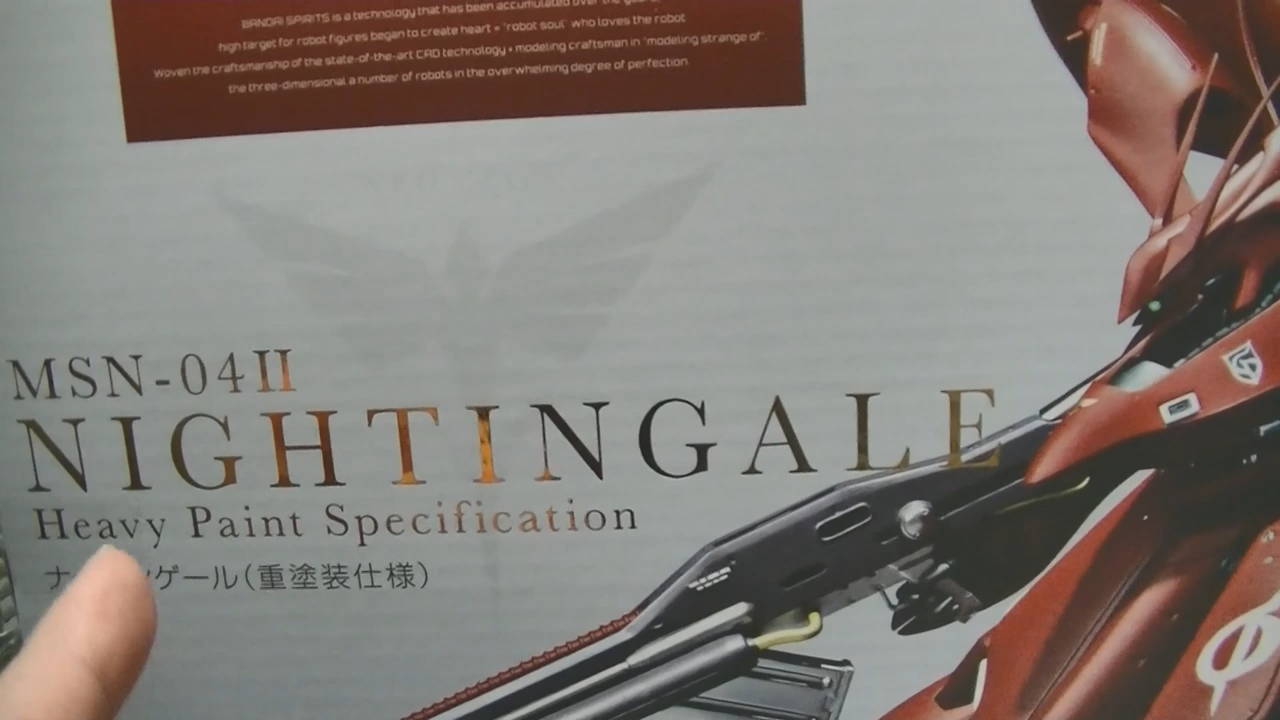 BANDAI SPIRITS is a technology that has been accumulated over the
high target for robot figures began to create heart = "robot soul" who loves the robot
Woven the craftsmanship of the state-of-the-art CAD technology × modeling craftsman in "modeling strange of".
the three-dimensional a number of robots in the overwhelming degree of perfection
MSN-04II
NIGHTINGALE
Heavy Paint Specification
ナ ゲール(重塗装仕様)